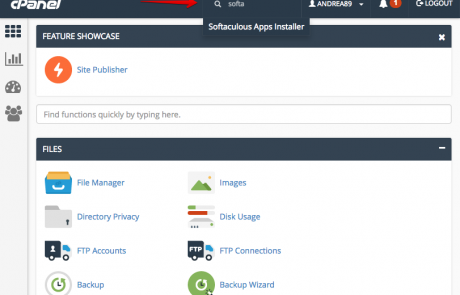 cPanel
softa
ANDREA89
1
LOGOUT
Softaculous Apps Installer
FEATURE SHOWCASE
Site Publisher
Find functions quickly by typing here.
FILES
File Manager
Images
Directory Privacy
Disk Usage
FTP Accounts
FTP
FTP Connections
Backup
Backup Wizard